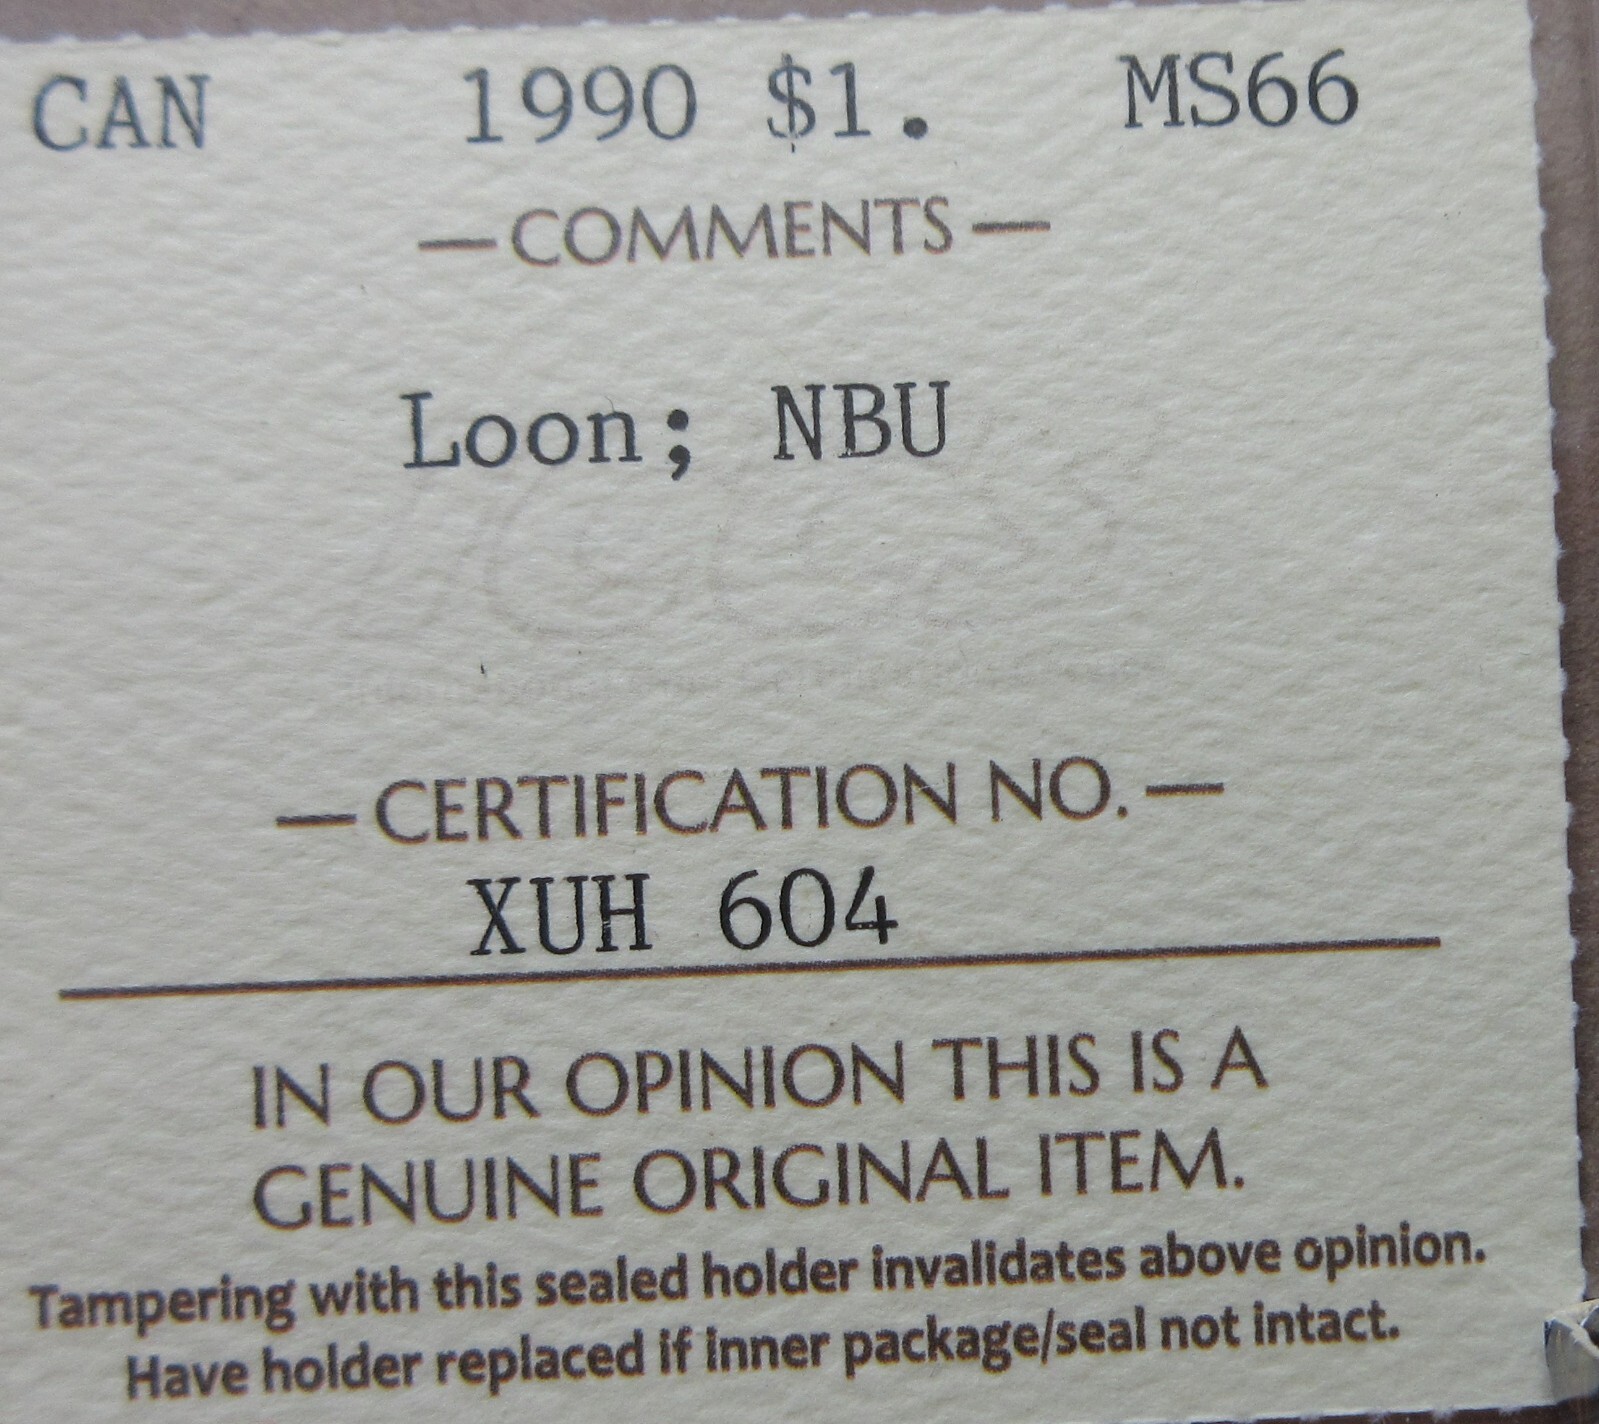 CAN 1990 $1. MS66
— COMMENTS —
Loon; NBU
— CERTIFICATION NO. —
XUH 604
IN OUR OPINION THIS IS A
GENUINE ORIGINAL ITEM.
Tampering with this sealed holder invalidates above opinion.
Have holder replaced if inner package/seal not intact.